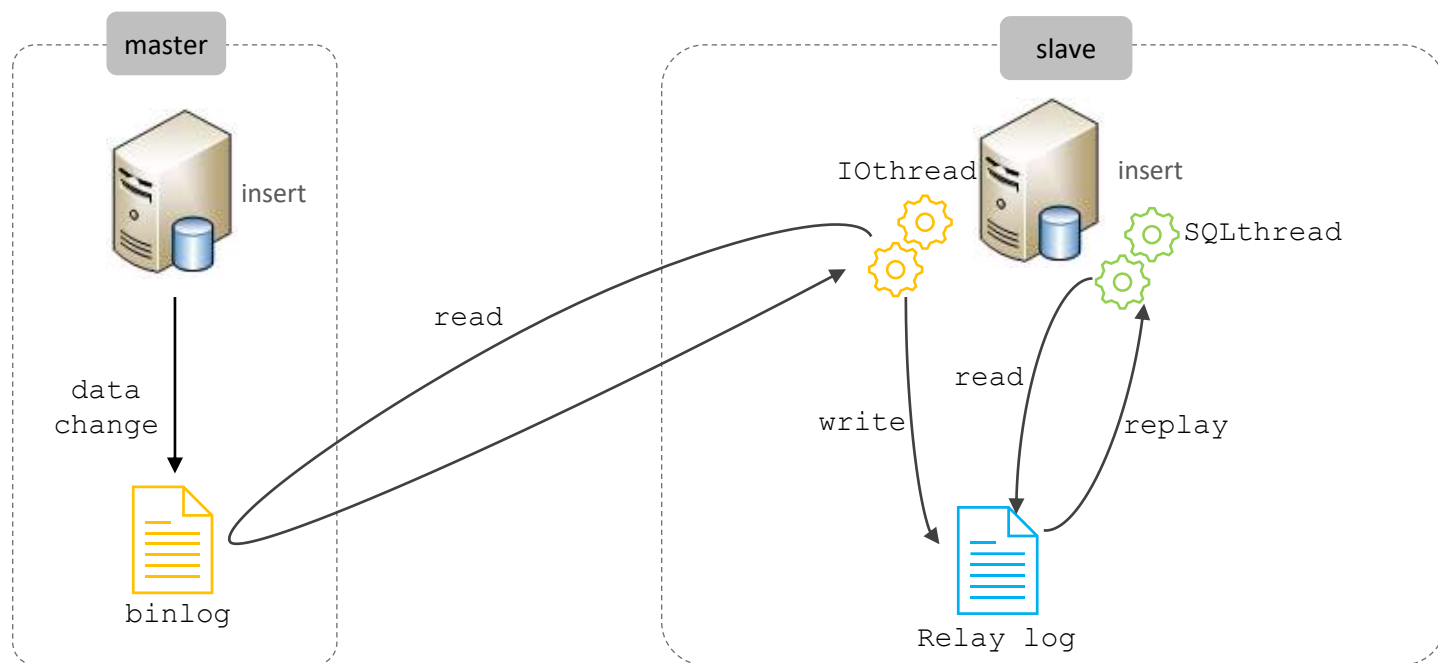 master
slave
insert
IOthread
insert
SQLthread
read
data
change
read
write
replay
binlog
Relay log